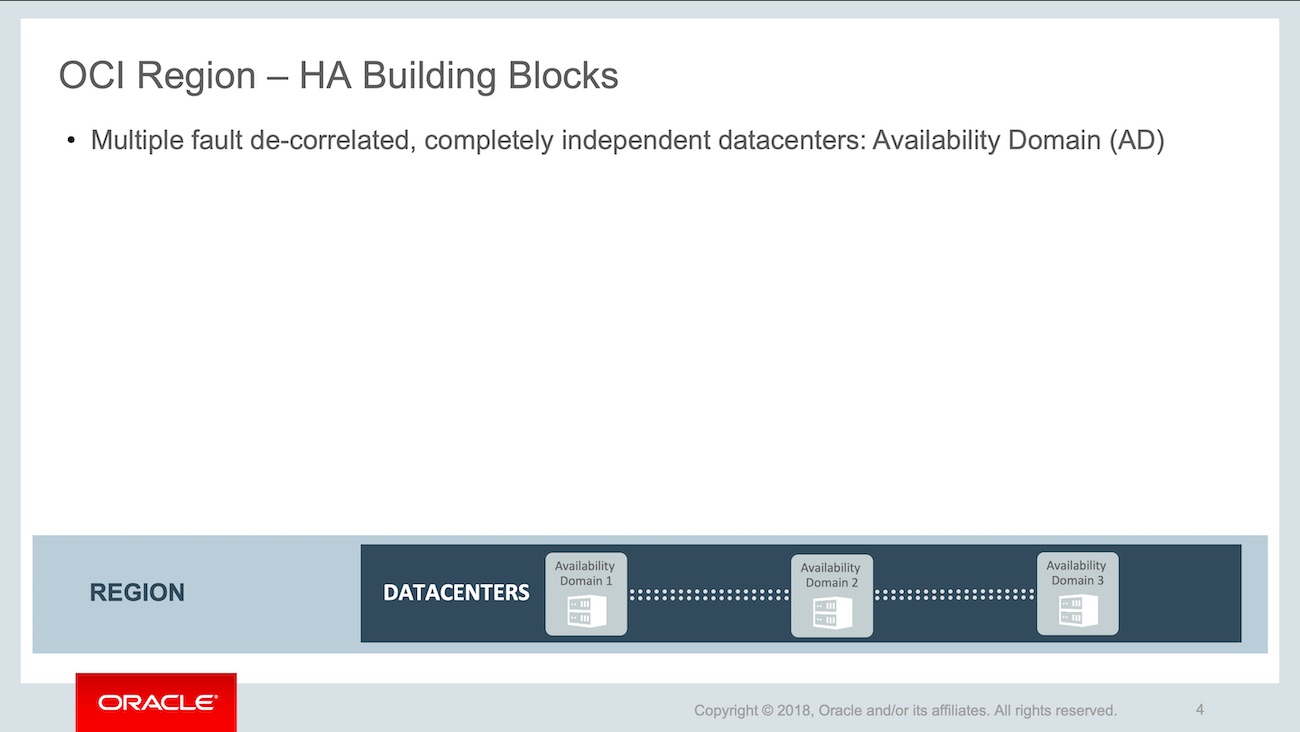 OCI Region – HA Building Blocks
• Multiple fault de-correlated, completely independent datacenters: Availability Domain (AD)
REGION
DATACENTERS
Availability
Domain 1
Availability
Domain 2
Availability
Domain 3
ORACLE®
Copyright © 2018, Oracle and/or its affiliates. All rights reserved.
4